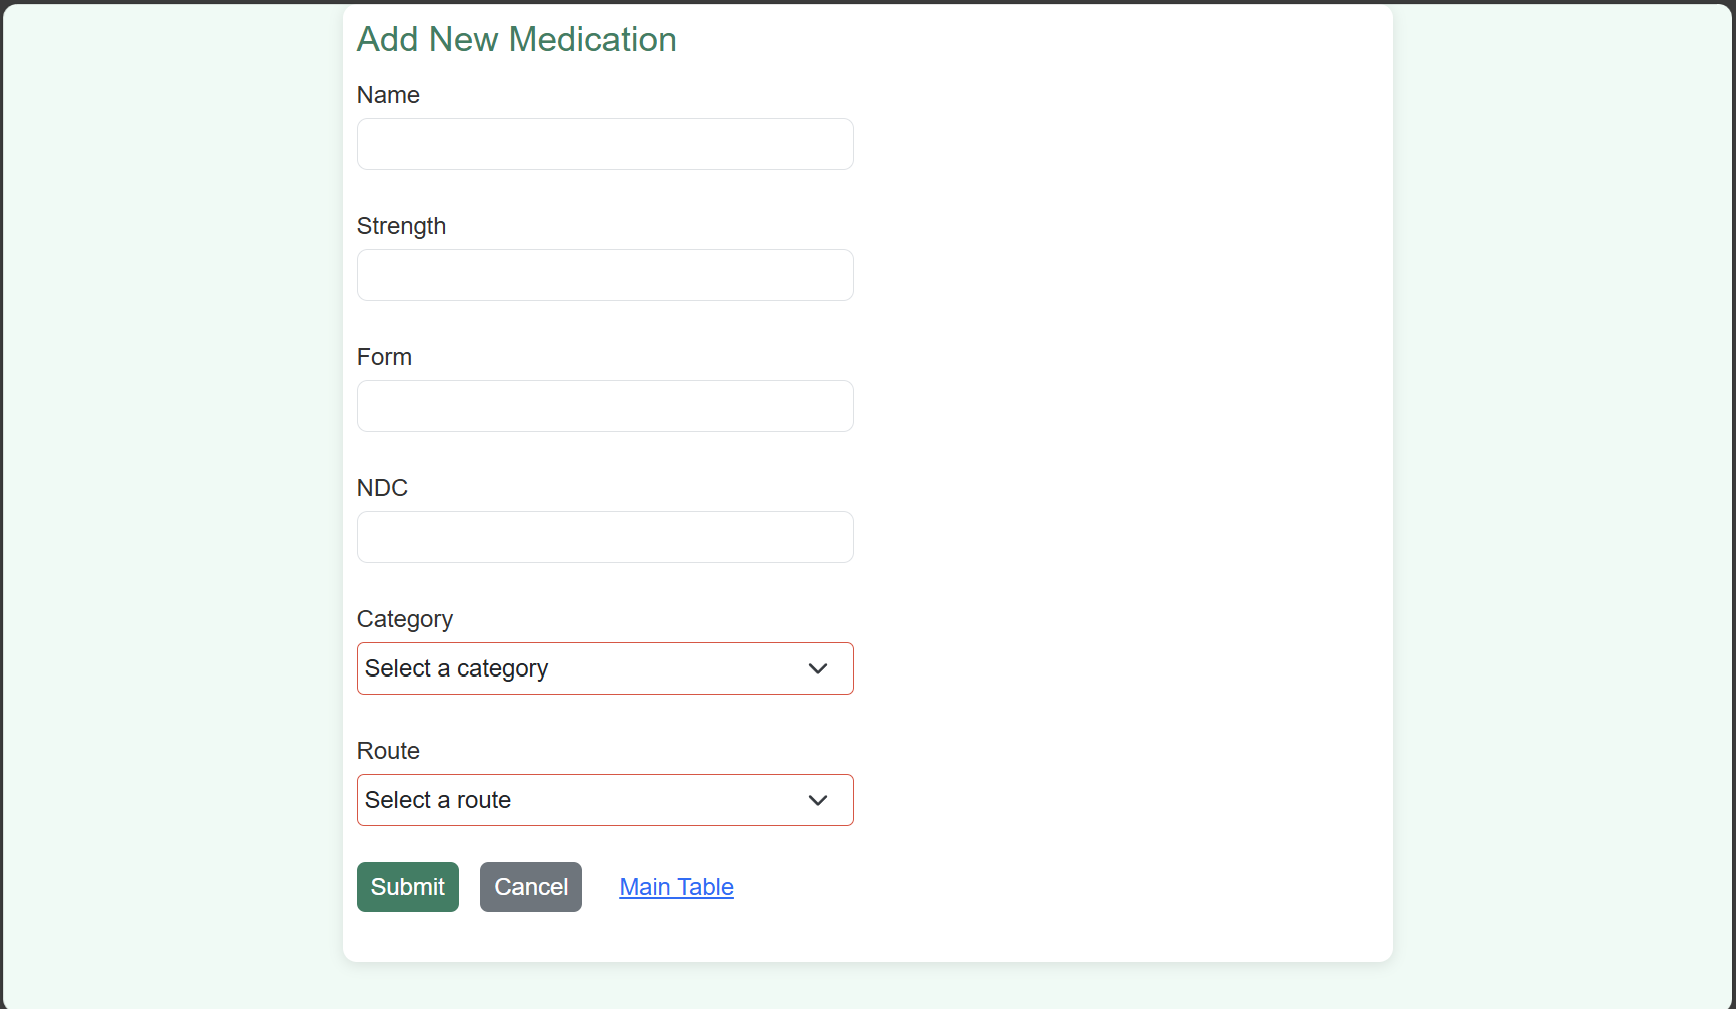 Add New Medication
Name
Strength
Form
NDC
Category
Select a category
Route
Select a route
Submit Cancel Main Table